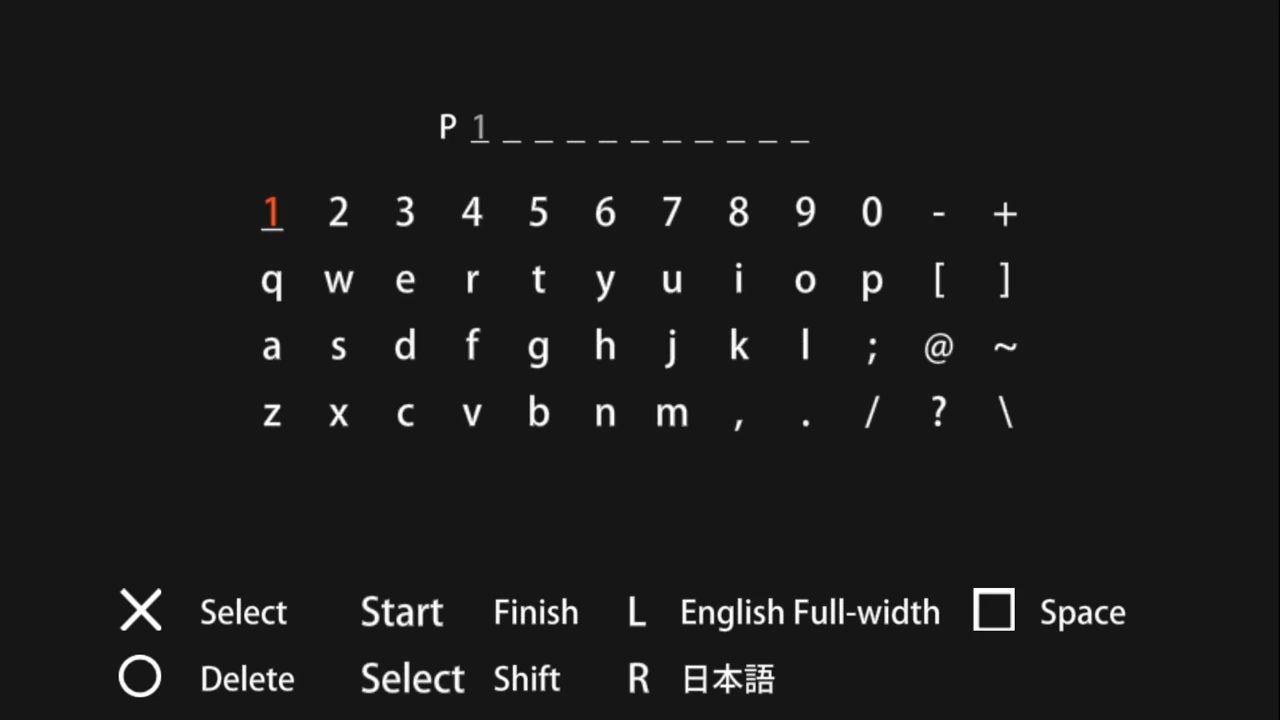 P 1 _ _ _ _ _ _ _ _ _ _
1 2 3 4 5 6 7 8 9 0 - +
q w e r t y u i o p [ ]
a s d f g h j k l ; @ ~
z x c v b n m , . / ? \
Select Start Finish L English Full-width Space
Delete Select Shift R 日本語